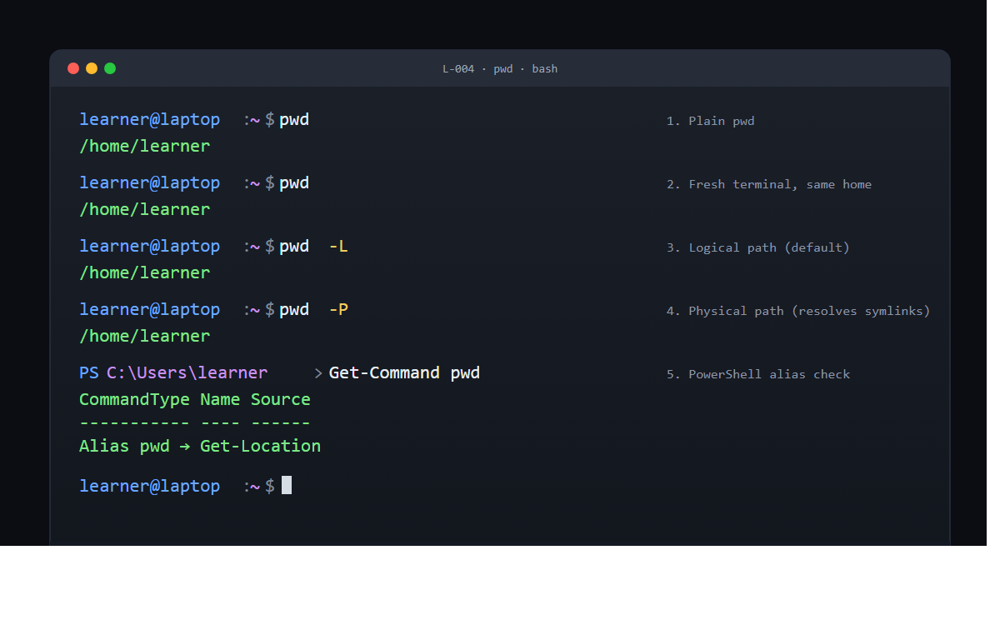 L-004 · pwd · bash
learner@laptop :~ $ pwd 1. Plain pwd
/home/learner
learner@laptop :~ $ pwd 2. Fresh terminal, same home
/home/learner
learner@laptop :~ $ pwd -L 3. Logical path (default)
/home/learner
learner@laptop :~ $ pwd -P 4. Physical path (resolves symlinks)
/home/learner
PS C:\Users\learner > Get-Command pwd 5. PowerShell alias check
CommandType Name Source
----------- ---- ------
Alias pwd → Get-Location
learner@laptop :~ $